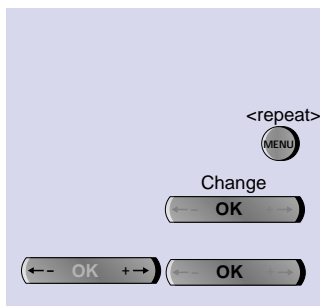 <repeat>
MENU
Change
←- OK +→
←- OK +→ ←- OK +→